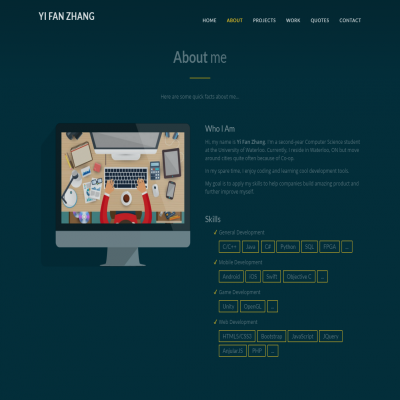 YI FAN ZHANG
HOME ABOUT PROJECTS WORK QUOTES CONTACT
About me
Here are some quick facts about me...
Who I Am
Hi, my name is Yi Fan Zhang. I'm a second year Computer Science student
at the University of Waterloo. Currently, I reside in Waterloo, ON but move
around cities quite often because of Co-op.
In my spare time, I enjoy coding and learning cool development tools.
My goal is to apply my skills to help companies build amazing product and
further improve myself.
Skills
General Development
C/C++ Java C# Python SQL FPGA ...
Mobile Development
Android iOS Swift Objective C ...
Game Development
Unity OpenGL ...
Web Development
HTML5/CSS3 Bootstrap JavaScript JQuery
AngularJS PHP ...